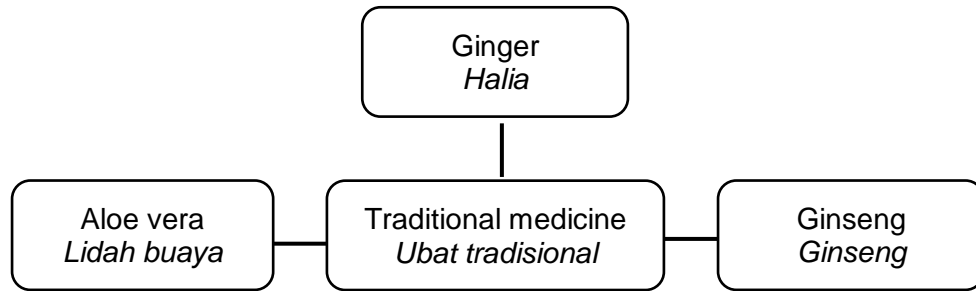 Ginger
Halia
Aloe vera
Lidah buaya
Traditional medicine
Ubat tradisional
Ginseng
Ginseng